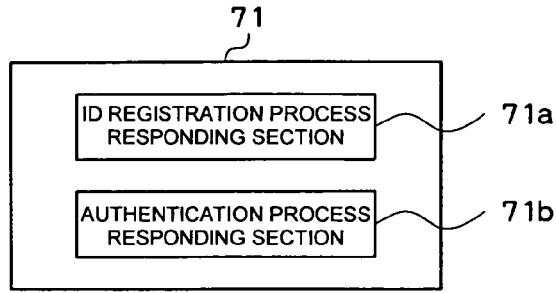 71
ID REGISTRATION PROCESS
RESPONDING SECTION
71a
AUTHENTICATION PROCESS
RESPONDING SECTION
71b